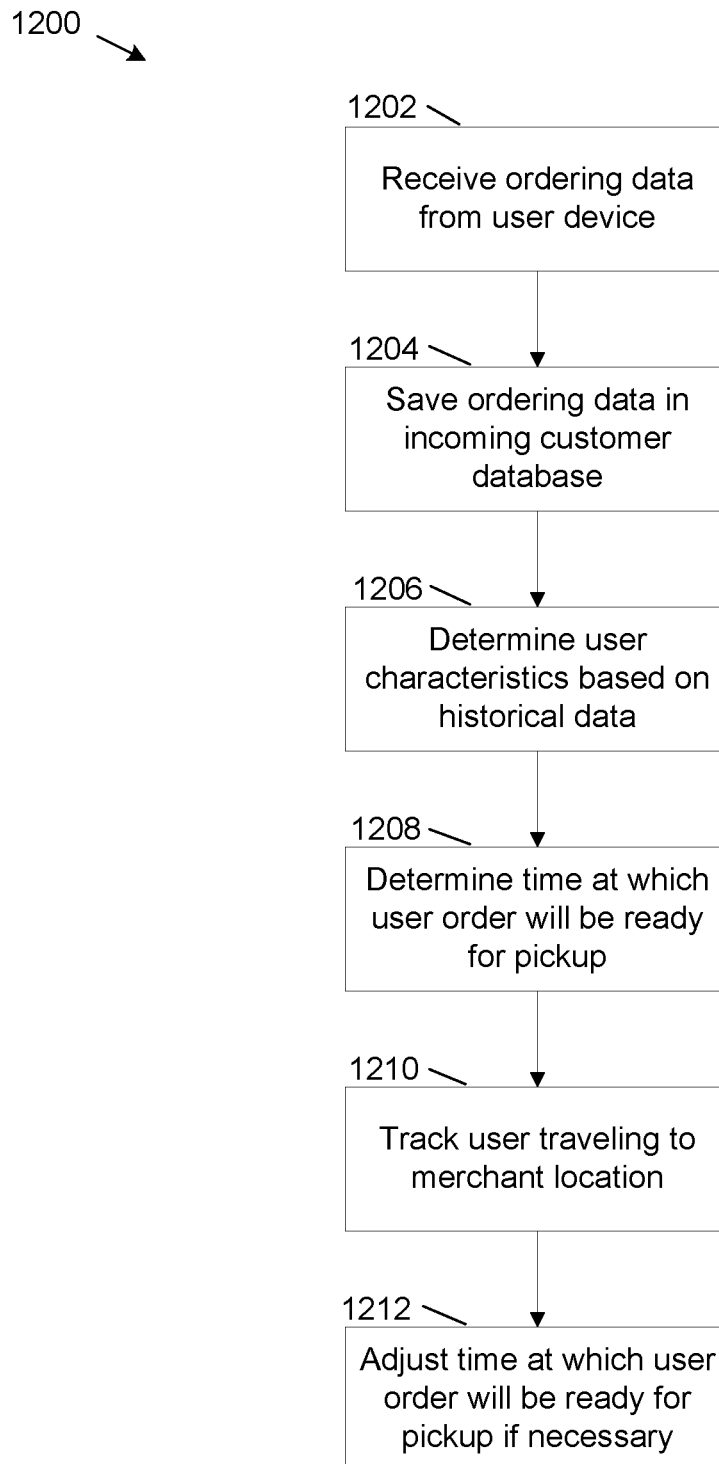 1200
1202
Receive ordering data
from user device
1204
Save ordering data in
incoming customer
database
1206
Determine user
characteristics based on
historical data
1208
Determine time at which
user order will be ready
for pickup
1210
Track user traveling to
merchant location
1212
Adjust time at which user
order will be ready for
pickup if necessary